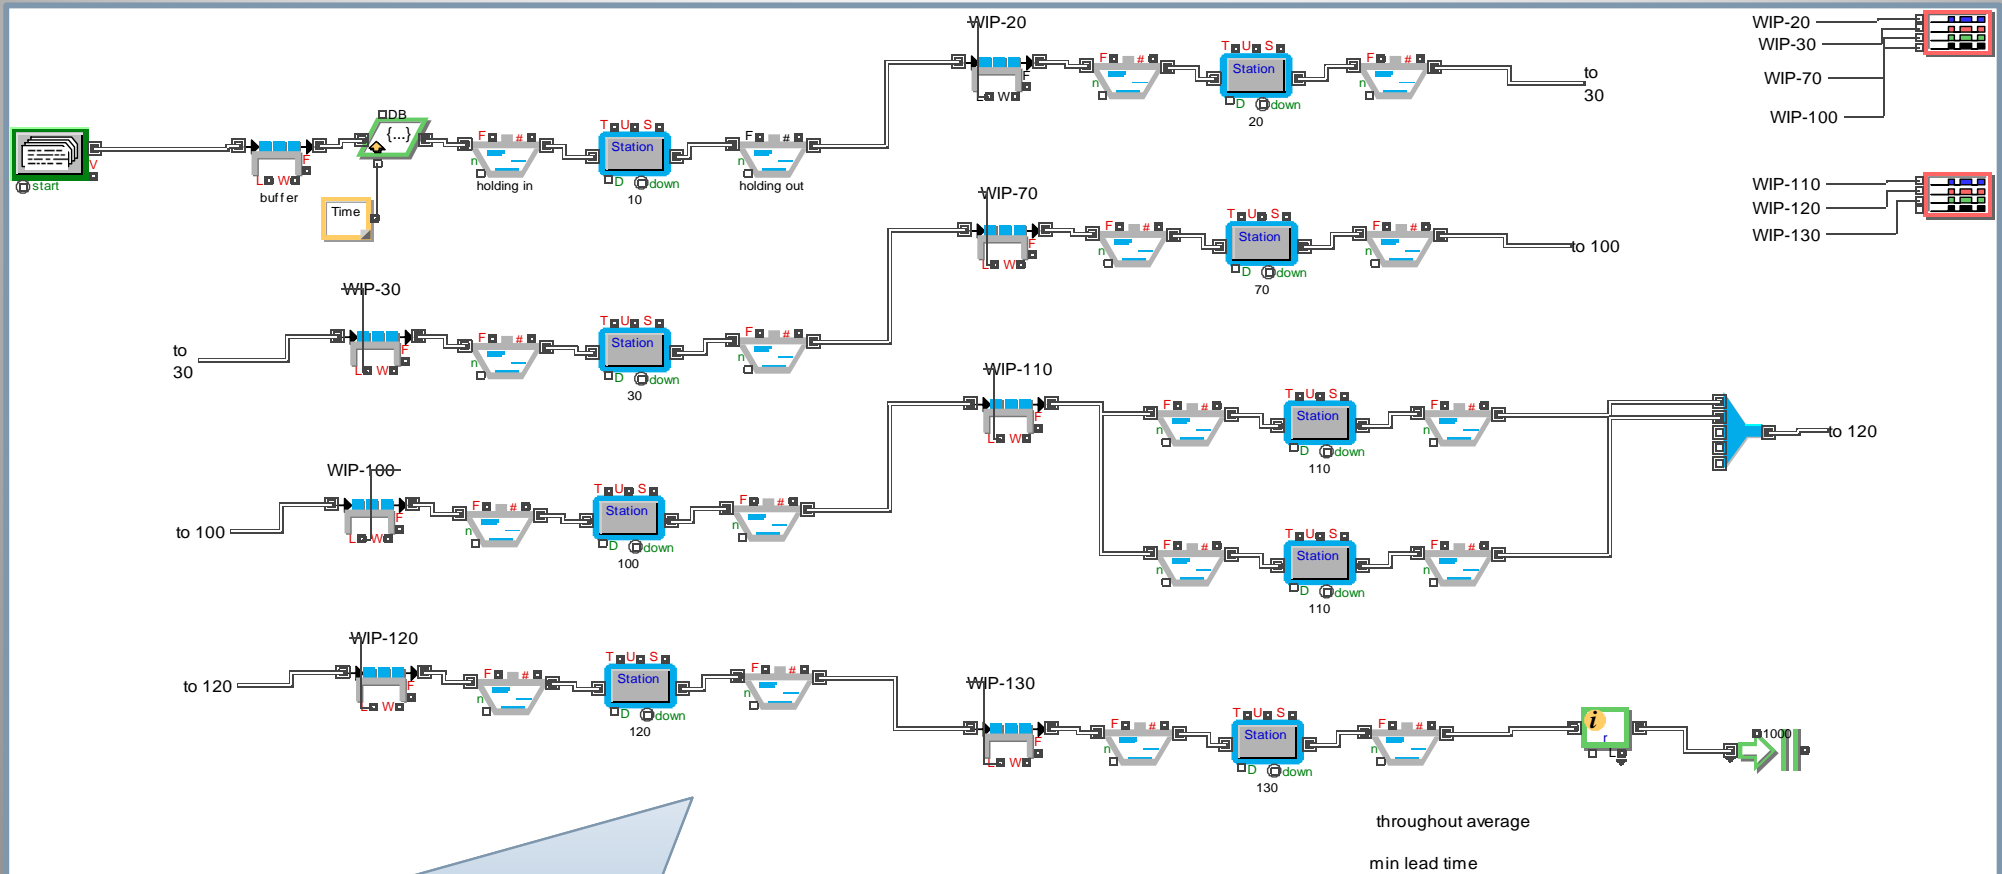 WIP-20
F
L W
F #
n
T U S
Station
D down
20
F #
n
to
30
WIP-20
WIP-30
WIP-70
WIP-100
V
start
F
L W
buffer
DB
{...}
Time
F #
n
holding in
T U S
Station
D down
10
F #
n
holding out
WIP-70
F
L W
F #
n
T U S
Station
D down
70
F #
n
to 100
WIP-110
WIP-120
WIP-130
to
30
WIP-30
F
L W
F #
n
T U S
Station
D down
30
F #
n
WIP-110
F
L W
F #
n
T U S
Station
D down
110
F #
n
to 120
to 100
WIP-100
F
L W
F #
n
T U S
Station
D down
100
F #
n
F #
n
T U S
Station
D down
110
F #
n
to 120
WIP-120
F
L W
F #
n
T U S
Station
D down
120
F #
n
WIP-130
F
L W
F #
n
T U S
Station
D down
130
F #
n
i
r
L
1000
throughout average
min lead time